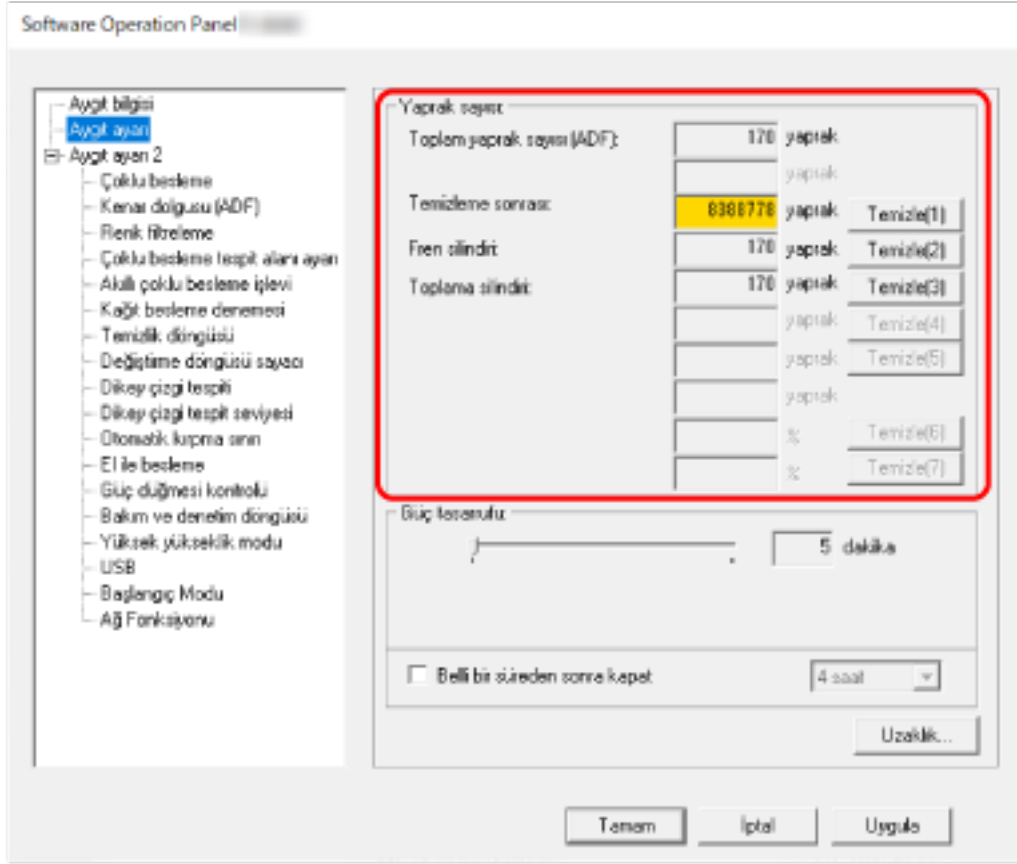 Software Operation Panel
Aygıt bilgisi
Aygıt ayarı
Aygıt ayarı 2
Çoklu besleme
Kenar dolgusu (ADF)
Renk filtreleme
Çoklu besleme tespit alanı ayarı
Akıllı çoklu besleme işlevi
Kağıt besleme denemesi
Temizlik döngüsü
Değiştirme döngüsü sayacı
Dikey çizgi tespiti
Dikey çizgi tespit seviyesi
Otomatik kırpma sınırı
El ile besleme
Güç düğmesi kontrolü
Bakım ve denetim döngüsü
Yüksek yükseklik modu
USB
Başlangıç Modu
Ağ Fonksiyonu
Yaprak sayısı:
Toplam yaprak sayısı (ADF): 170 yaprak
yaprak
Temizleme sonrası: 8388778 yaprak Temizle(1)
Fren silindiri: 170 yaprak Temizle(2)
Toplama silindiri: 170 yaprak Temizle(3)
yaprak Temizle(4)
yaprak Temizle(5)
yaprak
% Temizle(6)
% Temizle(7)
Güç tasarrufu:
5 dakika
Belli bir süreden sonra kapat 4 saat
Uzaklık...
Tamam İptal Uygula